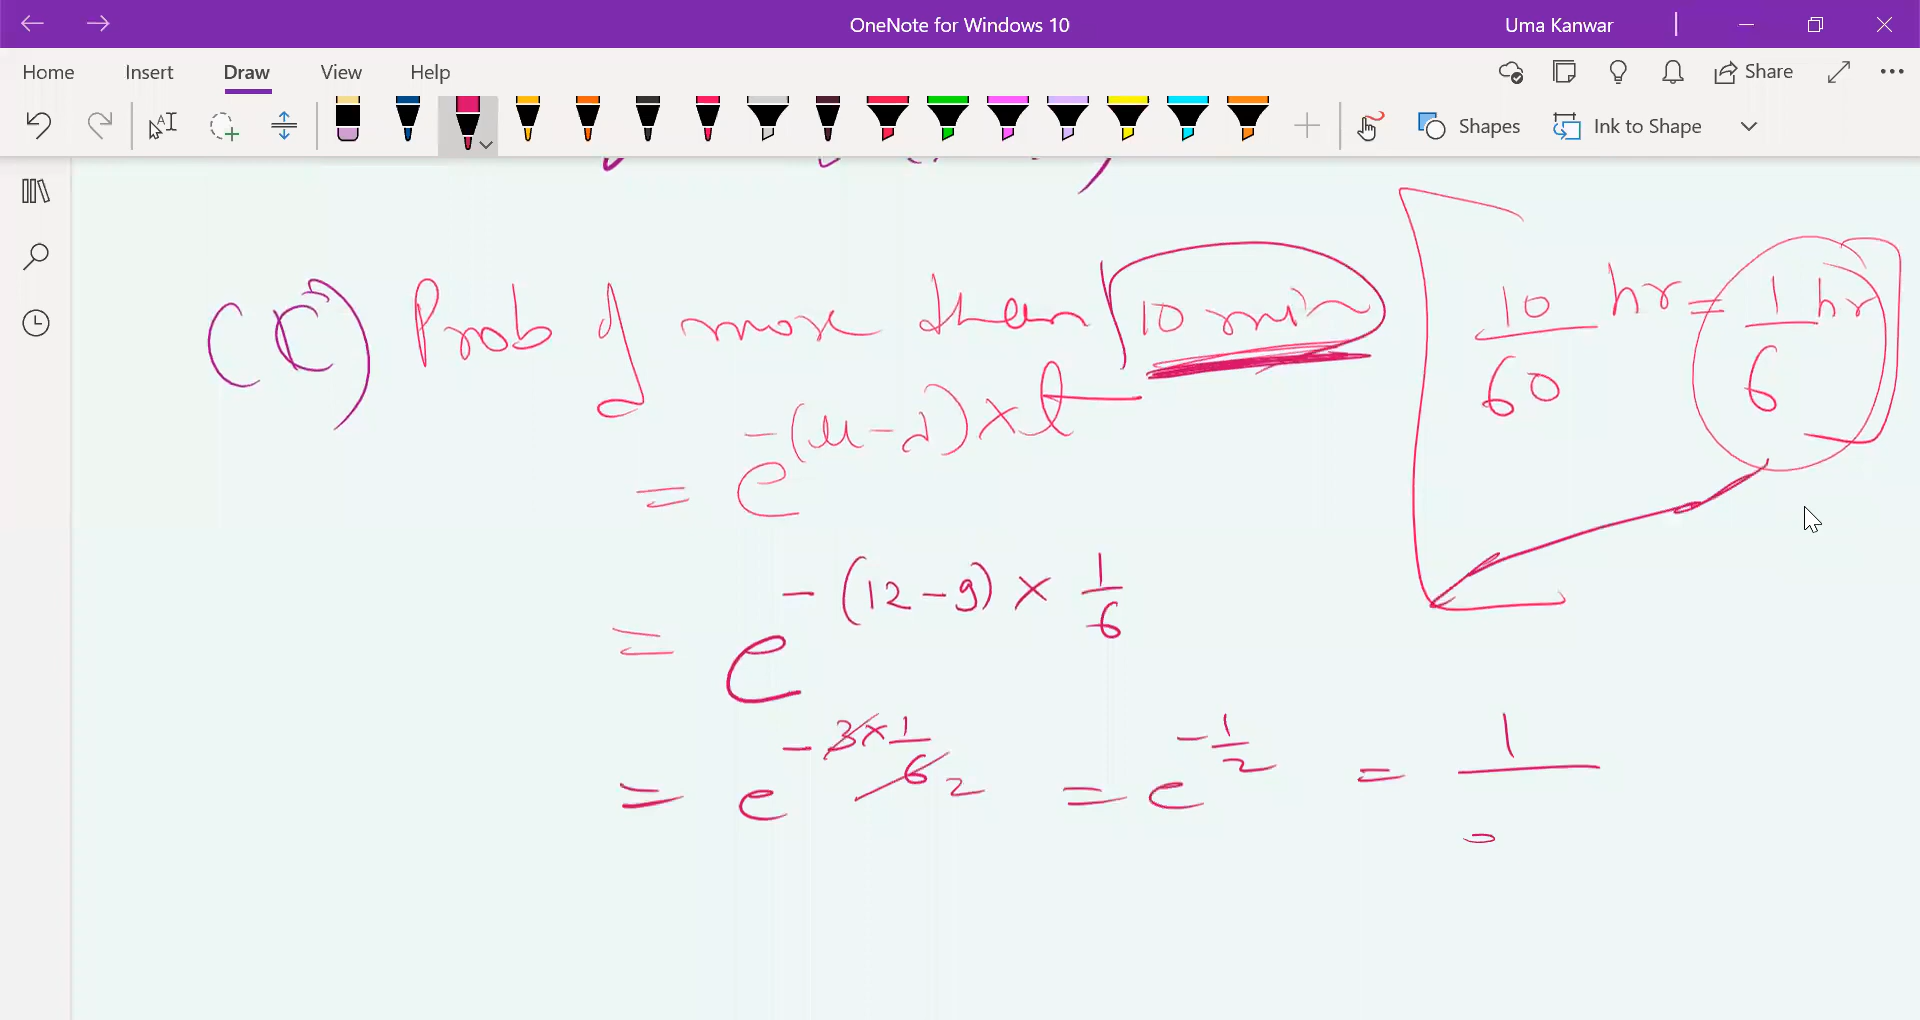 OneNote for Windows 10
Uma Kanwar
Home Insert Draw View Help
Share
Shapes Ink to Shape
(C) Prob of more than 10 min
10/60 hr = 1/6 hr
= e^-(μ-λ)×t
= e^-(12-9)×1/6
= e^-3×1/6 2 = e^-1/2 = 1/